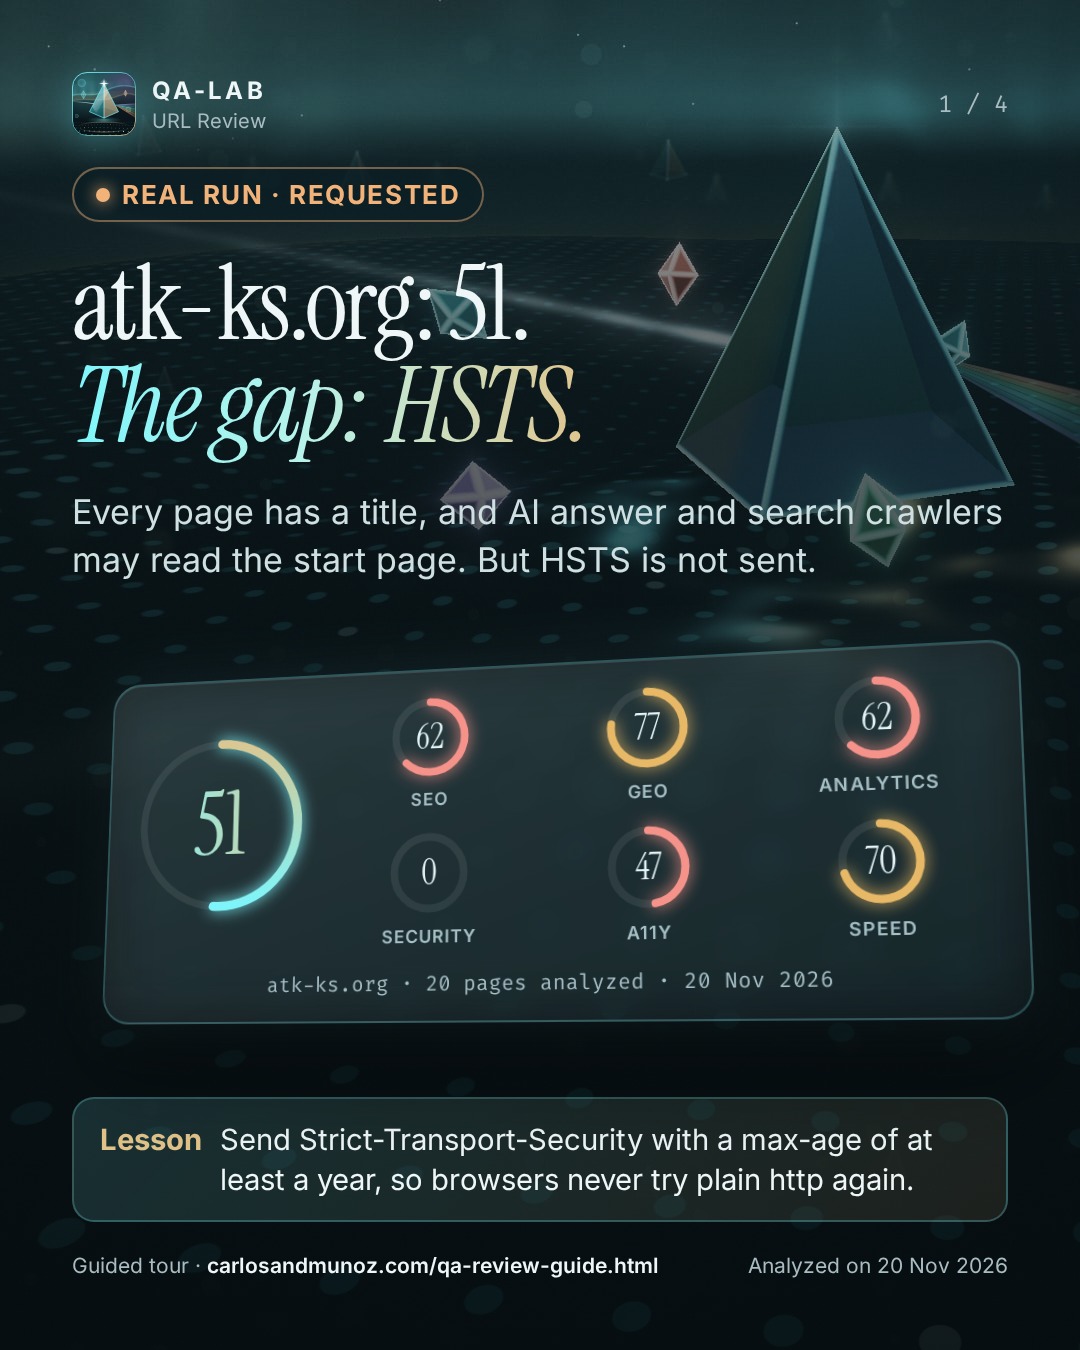 QA-LAB
URL Review
1 / 4
REAL RUN · REQUESTED
atk-ks.org: 51.
The gap: HSTS.
Every page has a title, and AI answer and search crawlers
may read the start page. But HSTS is not sent.
51
62
SEO
77
GEO
62
ANALYTICS
0
SECURITY
47
A11Y
70
SPEED
atk-ks.org · 20 pages analyzed · 20 Nov 2026
Lesson Send Strict-Transport-Security with a max-age of at
least a year, so browsers never try plain http again.
Guided tour · carlosandmunoz.com/qa-review-guide.html
Analyzed on 20 Nov 2026